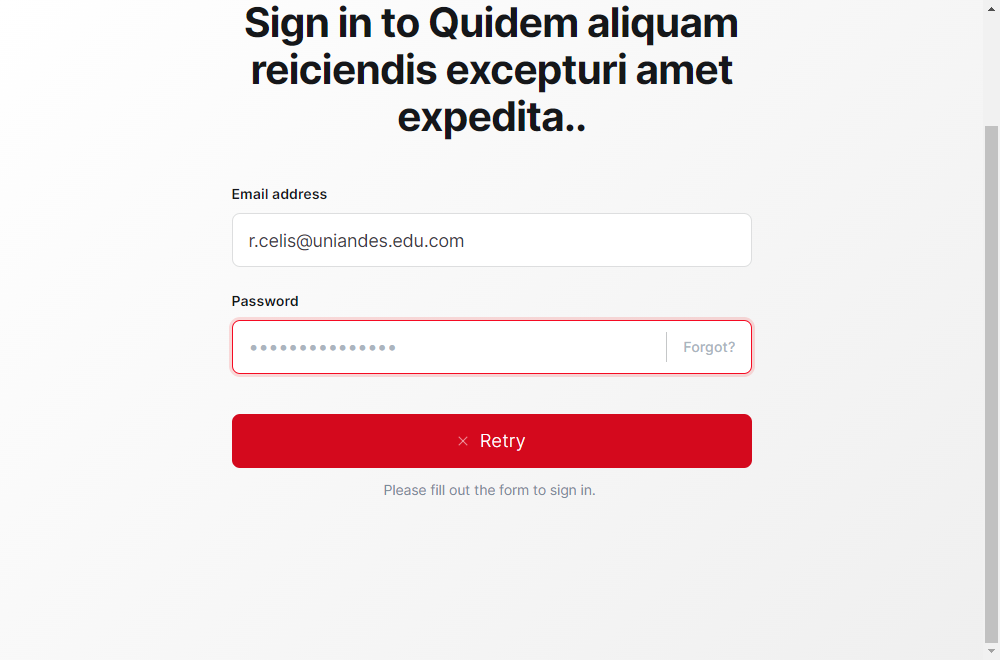 Sign in to Quidem aliquam
reiciendis excepturi amet
expedita..
Email address
r.celis@uniandes.edu.com
Password
●●●●●●●●●●●●●●●
Forgot?
× Retry
Please fill out the form to sign in.